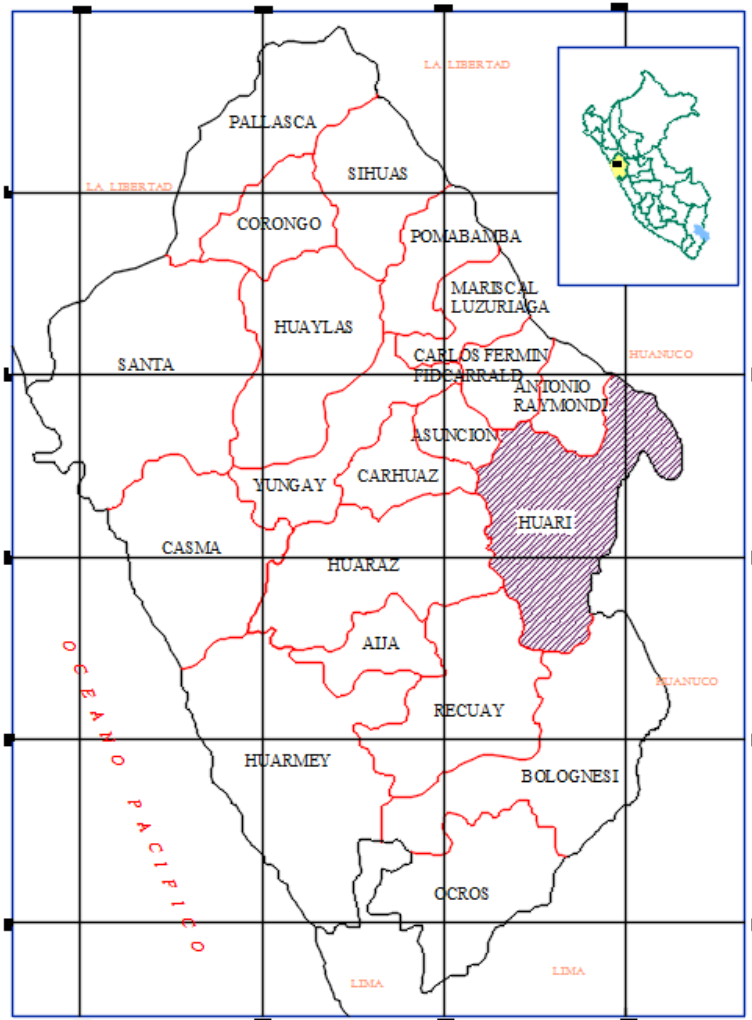 LA LIBERTAD
PALLASCA
SIHUAS
LA LIBERTAD
CORONGO
POMABAMBA
MARISCAL
LUZURIAGA
HUAYLAS
SANTA
CARLOS FERMIN
FIDCARRALD
HUANUCO
ANTONIO
RAYMONDI
ASUNCION
CARHUAZ
YUNGAY
HUARI
CASMA
HUARAZ
AIJA
OCEANO PACIFICO
HUANUCO
RECUAY
HUARMEY
BOLOGNESI
OCROS
LIMA
LIMA